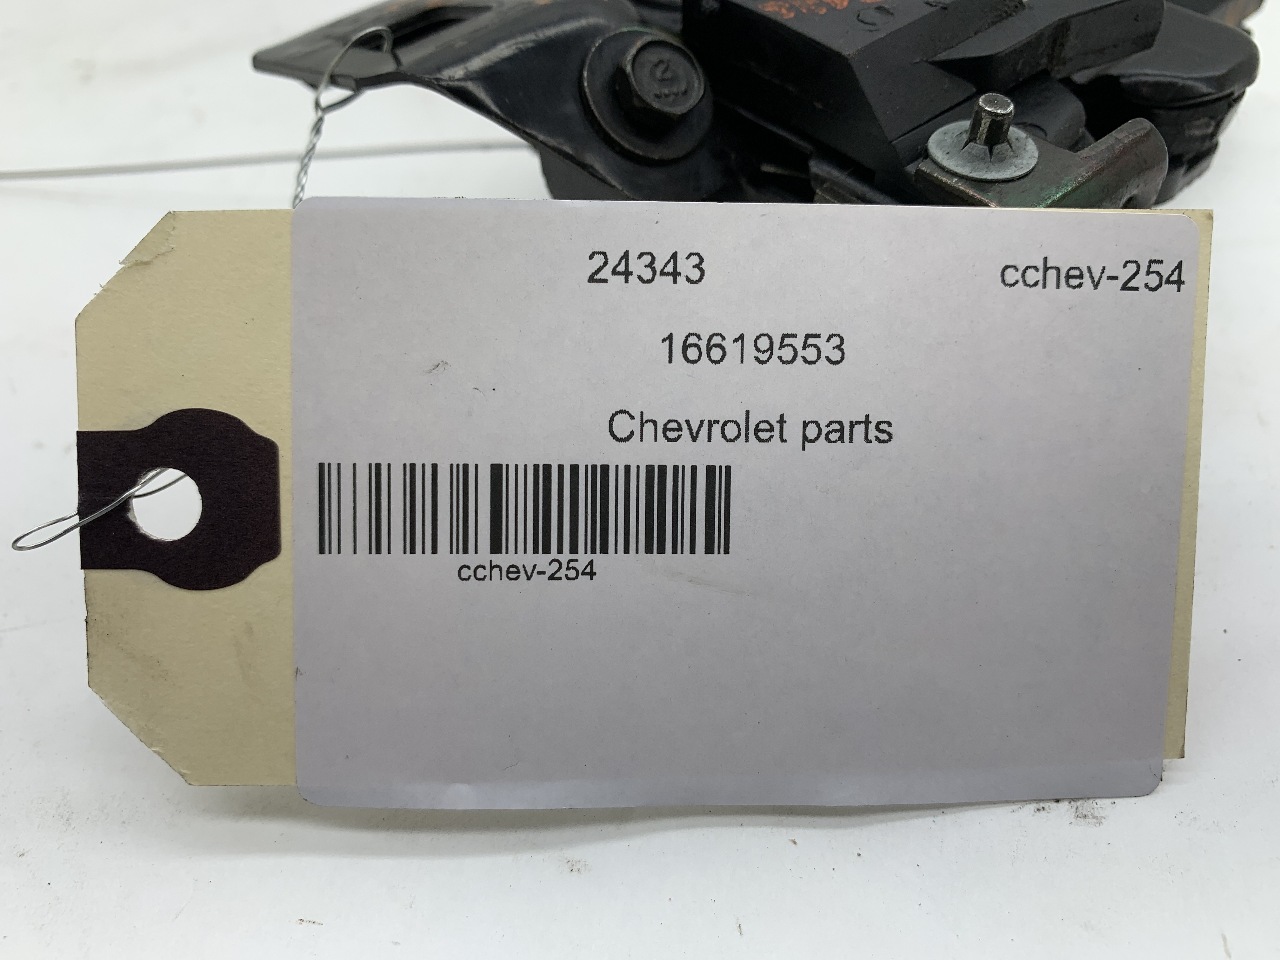 24343 cchev-254
16619553
Chevrolet parts
cchev-254